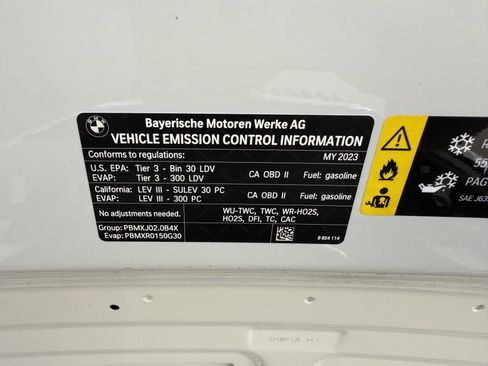 BMW
Bayerische Motoren Werke AG
VEHICLE EMISSION CONTROL INFORMATION
Conforms to regulations: MY 2023
U.S. EPA: Tier 3 - Bin 30 LDV CA OBD II Fuel: gasoline
EVAP: Tier 3 - 300 LDV
California: LEV III - SULEV 30 PC CA OBD II Fuel: gasoline
EVAP: LEV III - 300 PC
No adjustments needed.
WU-TWC, TWC, WR-HO2S,
HO2S, DFI, TC, CAC
Group: PBMXJ02.0B4X
Evap: PBMXR0150G30
8 854 114
R
55
PAG
SAE J63